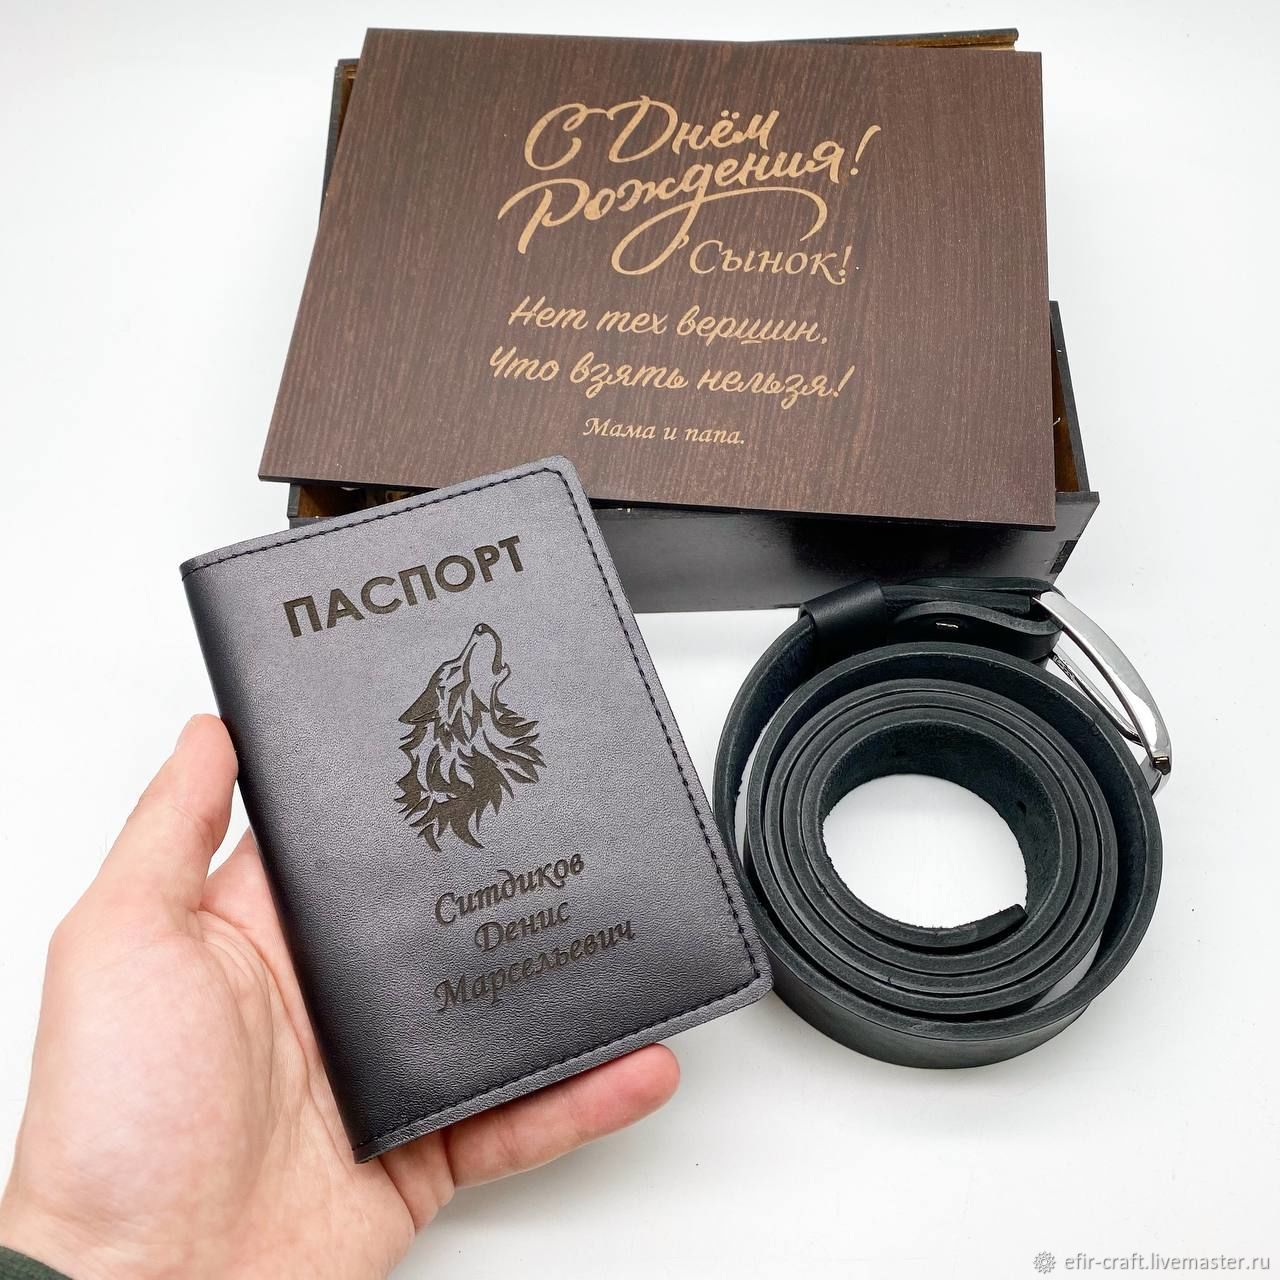 С Днём
Рождения!
Сынок!
Нет тех вершин,
Что взять нельзя!
Мама и папа.
ПАСПОРТ
Ситдиков
Денис
Марсельевич
efir-craft.livemaster.ru